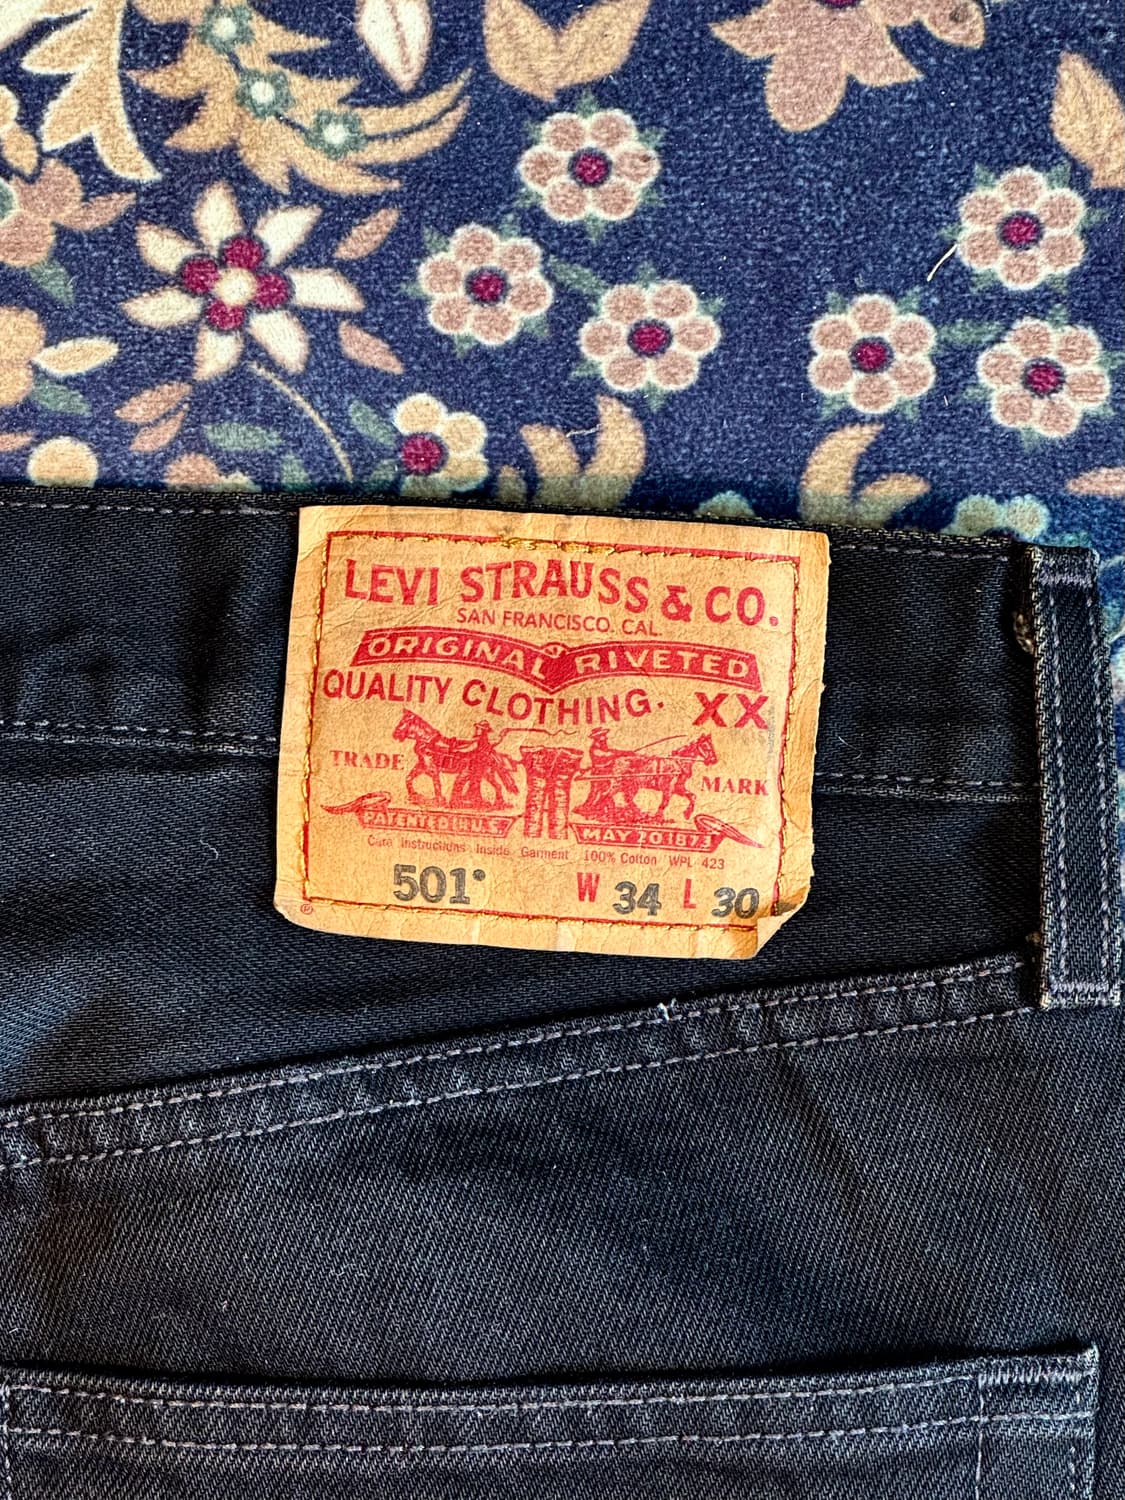 LEVI STRAUSS & CO.
SAN FRANCISCO. CAL.
ORIGINAL RIVETED
QUALITY CLOTHING. XX
TRADE MARK
PATENTED IN U.S. MAY 20 1873
Care Instructions Inside Garment 100% Cotton WPL 423
501® W 34 L 30
®